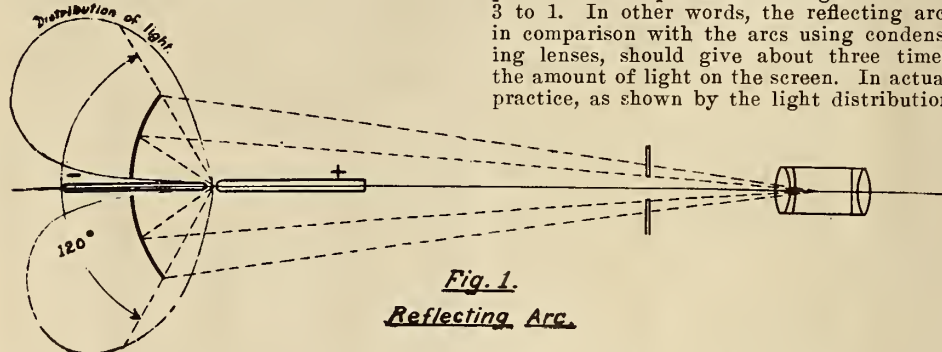 3 to 1. In other words, the reflecting arc
in comparison with the arcs using condens
ing lenses, should give about three time
the amount of light on the screen. In actua
practice, as shown by the light distribution
Distribution of light.
-
+
120°
Fig. 1.
Reflecting Arc.